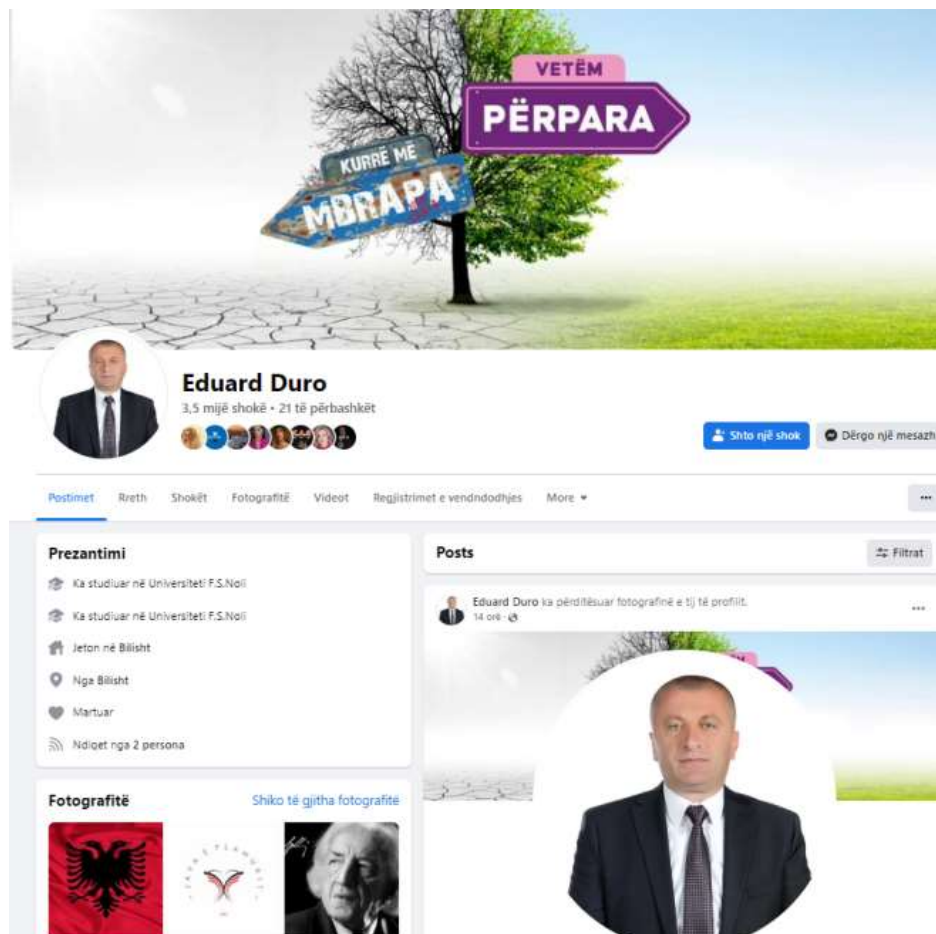 VETËM
PËRPARA
KURRË MË
MBRAPA
Eduard Duro
3,5 mijë shokë • 21 të përbashkët
Shto një shok
Dërgo një mesazh
Postimet Rreth Shokët Fotografitë Videot Regjistrimet e vendndodhjes More
Prezantimi
Ka studiuar në Universiteti F.S.Noli
Ka studiuar në Universiteti F.S.Noli
Jeton në Bilisht
Nga Bilisht
Martuar
Ndiqet nga 2 persona
Fotografitë
Shiko të gjitha fotografitë
Posts
Filtrat
Eduard Duro ka përditësuar fotografinë e tij të profilit.
14 orë